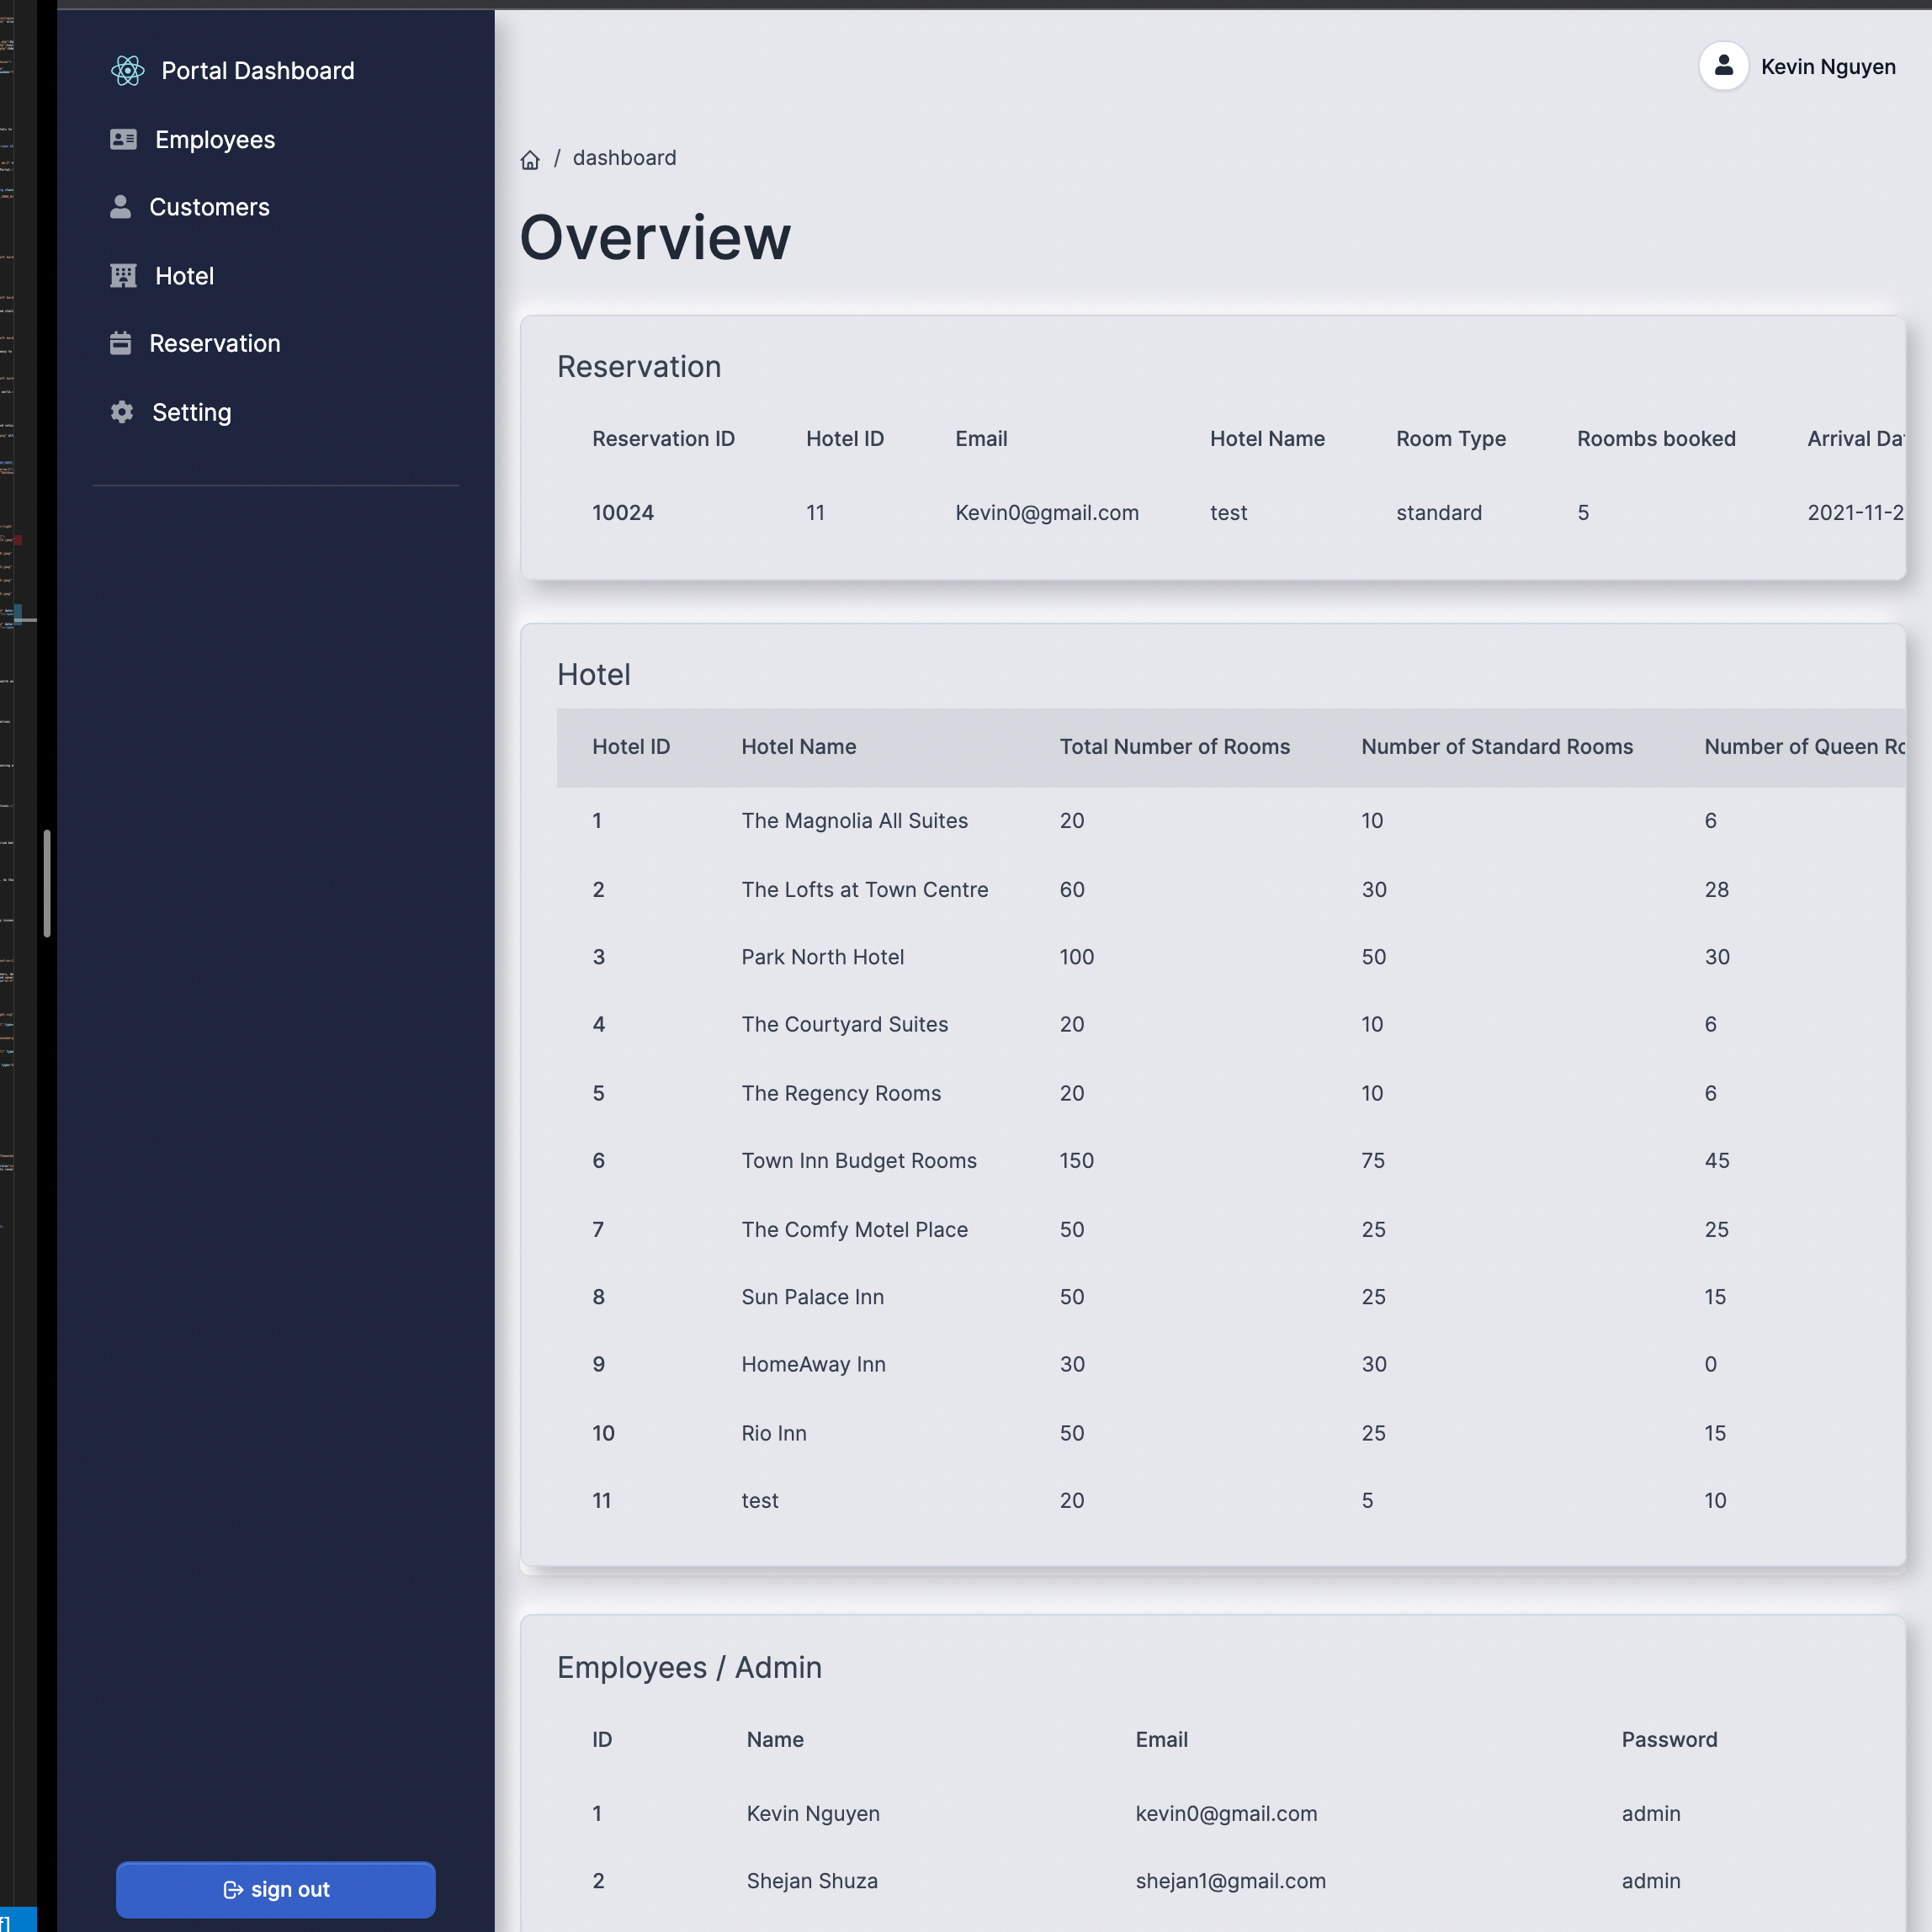 Portal Dashboard
Employees
Customers
Hotel
Reservation
Setting
sign out
Kevin Nguyen
/ dashboard
Overview
Reservation
Reservation ID Hotel ID Email Hotel Name Room Type Roombs booked Arrival
10024 11 Kevin0@gmail.com test standard 5 2021-11-2
Hotel
Hotel ID Hotel Name Total Number of Rooms Number of Standard Rooms Number of Queen
1 The Magnolia All Suites 20 10 6
2 The Lofts at Town Centre 60 30 28
3 Park North Hotel 100 50 30
4 The Courtyard Suites 20 10 6
5 The Regency Rooms 20 10 6
6 Town Inn Budget Rooms 150 75 45
7 The Comfy Motel Place 50 25 25
8 Sun Palace Inn 50 25 15
9 HomeAway Inn 30 30 0
10 Rio Inn 50 25 15
11 test 20 5 10
Employees / Admin
ID Name Email Password
1 Kevin Nguyen kevin0@gmail.com admin
2 Shejan Shuza shejan1@gmail.com admin